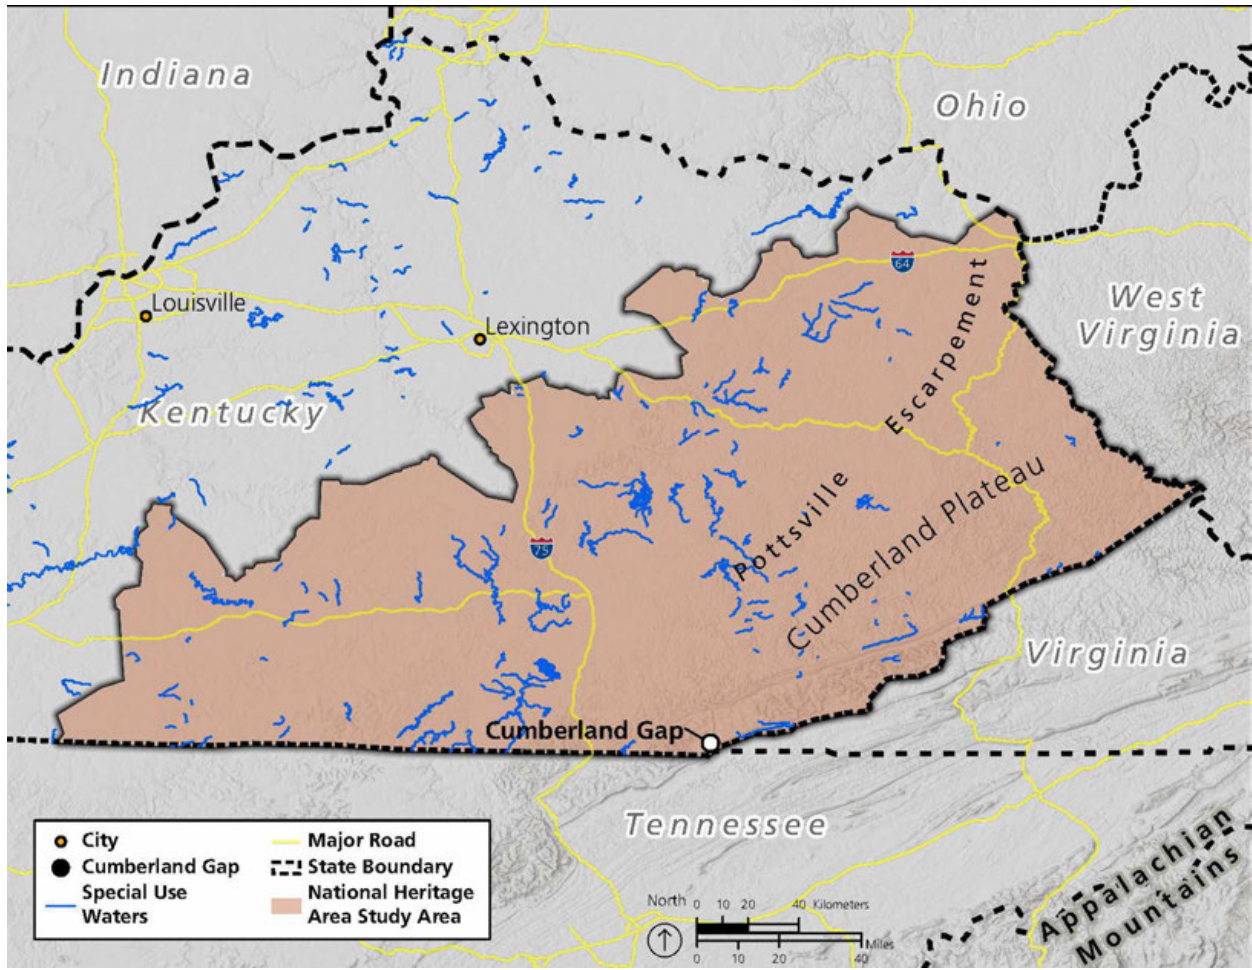 Indiana
Ohio
64
Louisville
Lexington
West
Virginia
Kentucky
Escarpment
Pottsville
Cumberland Plateau
75
Virginia
Cumberland Gap
Tennessee
Appalachian
Mountains
City
Cumberland Gap
Special Use
Waters
Major Road
State Boundary
National Heritage
Area Study Area
North
0 10 20 40 Kilometers
0 10 20 40
Miles